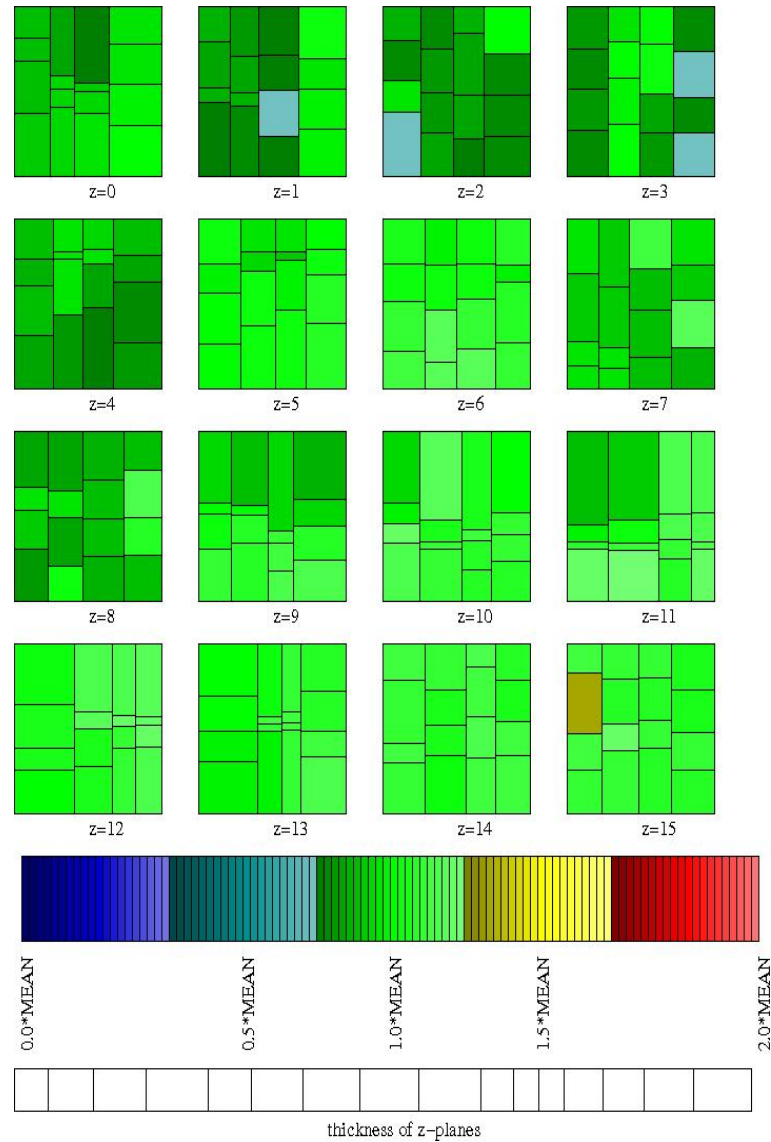 z=0
z=1
z=2
z=3
z=4
z=5
z=6
z=7
z=8
z=9
z=10
z=11
z=12
z=13
z=14
z=15
0.0*MEAN
0.5*MEAN
1.0*MEAN
1.5*MEAN
2.0*MEAN
thickness of z-planes